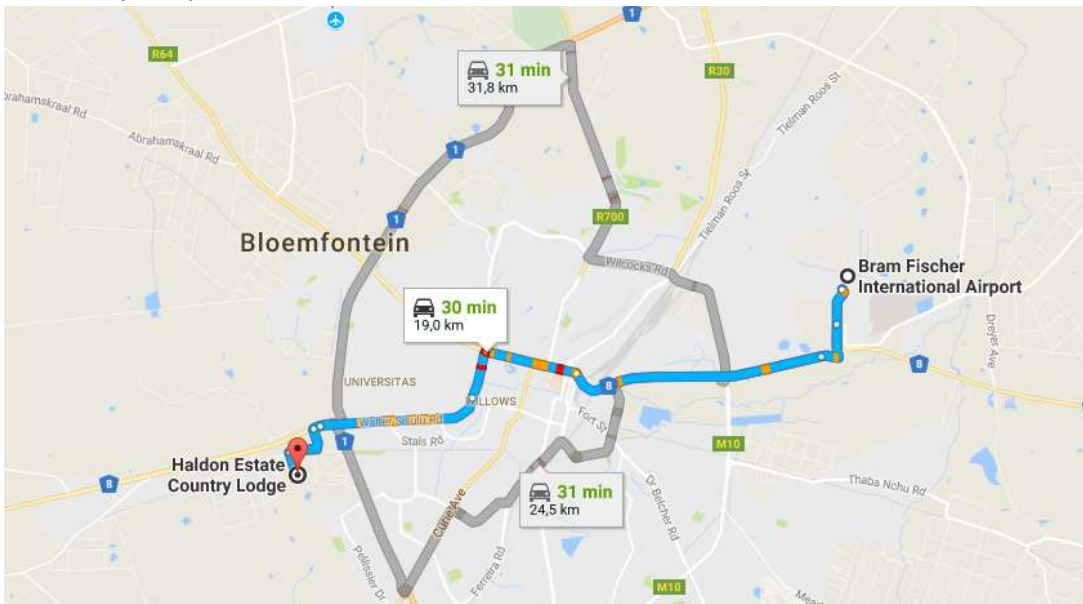 1
R64
31 min
31,8 km
R30
Tielman Roos St
Abrahamskraal Rd
1
1
R700
Tielman Roos St
Bloemfontein
Wilcocks Rd
Bram Fischer
International Airport
30 min
19,0 km
Dreyer Ave
8
8
UNIVERSITAS
WILLOWS
Walter Sisulu Rd
Fort St
Stals Rd
1
M10
Haldon Estate
Country Lodge
8
31 min
24,5 km
Thaba Nchu Rd
Dr Belcher Rd
Curie Ave
Pellissier Dr
Ferreira Rd
M10